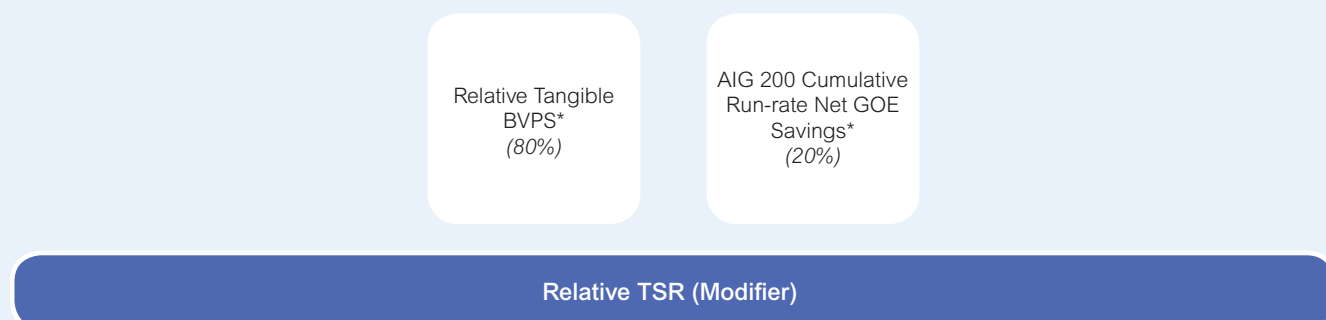 Relative Tangible
BVPS*
(80%)
AIG 200 Cumulative
Run-rate Net GOE
Savings*
(20%)
Relative TSR (Modifier)